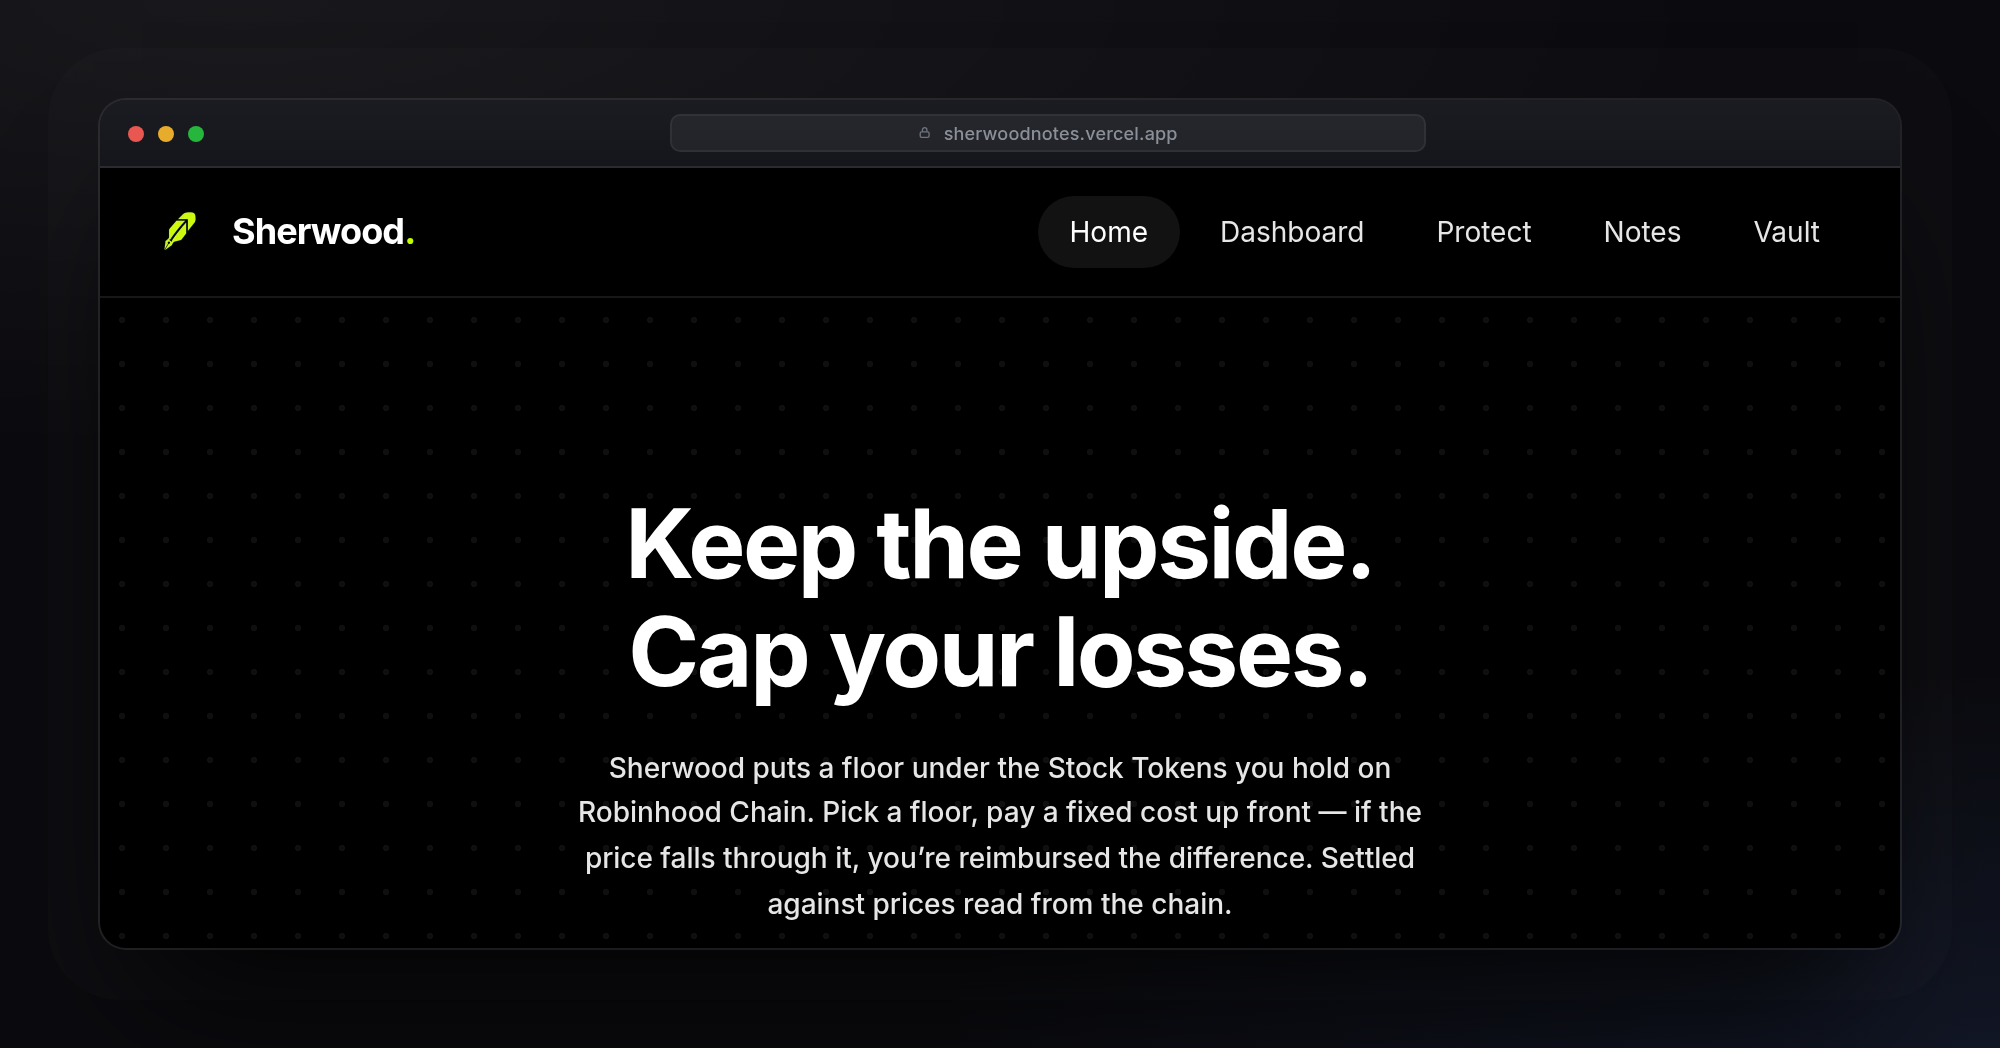 sherwoodnotes.vercel.app
Sherwood.
Home Dashboard Protect Notes Vault
Keep the upside.
Cap your losses.
Sherwood puts a floor under the Stock Tokens you hold on
Robinhood Chain. Pick a floor, pay a fixed cost up front — if the
price falls through it, you’re reimbursed the difference. Settled
against prices read from the chain.